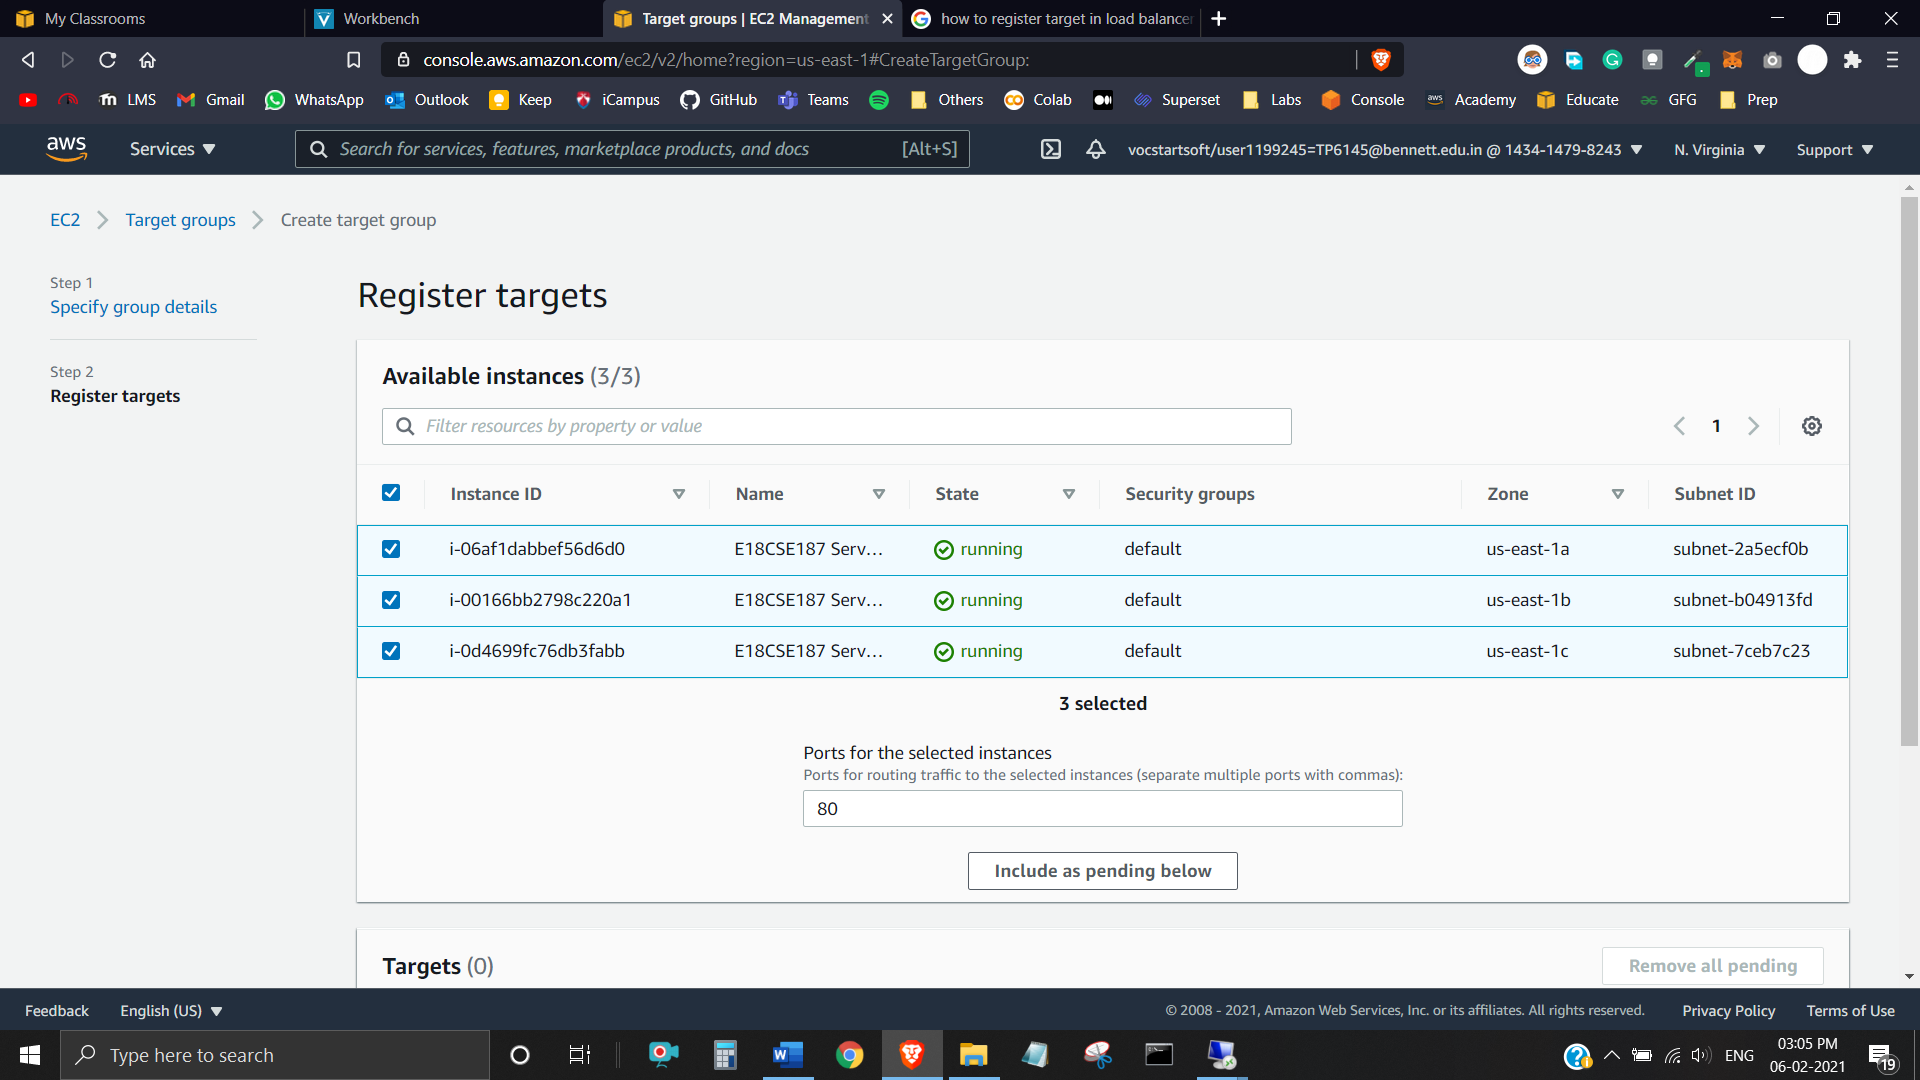 My Classrooms
Workbench
Target groups | EC2 Management
how to register target in load balancer
console.aws.amazon.com/ec2/v2/home?region=us-east-1#CreateTargetGroup:
LMS
Gmail
WhatsApp
Outlook
Keep
iCampus
GitHub
Teams
Others
Colab
Superset
Labs
Console
aws Academy
Educate
GFG
Prep
aws
Services
Search for services, features, marketplace products, and docs [Alt+S]
vocstartsoft/user1199245=TP6145@bennett.edu.in @ 1434-1479-8243
N. Virginia
Support
EC2 Target groups Create target group
Step 1
Specify group details
Step 2
Register targets
Register targets
Available instances (3/3)
Filter resources by property or value
1
Instance ID Name State Security groups Zone Subnet ID
i-06af1dabbef56d6d0 E18CSE187 Serv... running default us-east-1a subnet-2a5ecf0b
i-00166bb2798c220a1 E18CSE187 Serv... running default us-east-1b subnet-b04913fd
i-0d4699fc76db3fabb E18CSE187 Serv... running default us-east-1c subnet-7ceb7c23
3 selected
Ports for the selected instances
Ports for routing traffic to the selected instances (separate multiple ports with commas):
80
Include as pending below
Targets (0)
Remove all pending
Feedback English (US)
© 2008 - 2021, Amazon Web Services, Inc. or its affiliates. All rights reserved. Privacy Policy Terms of Use
Type here to search
ENG
03:05 PM
06-02-2021
19